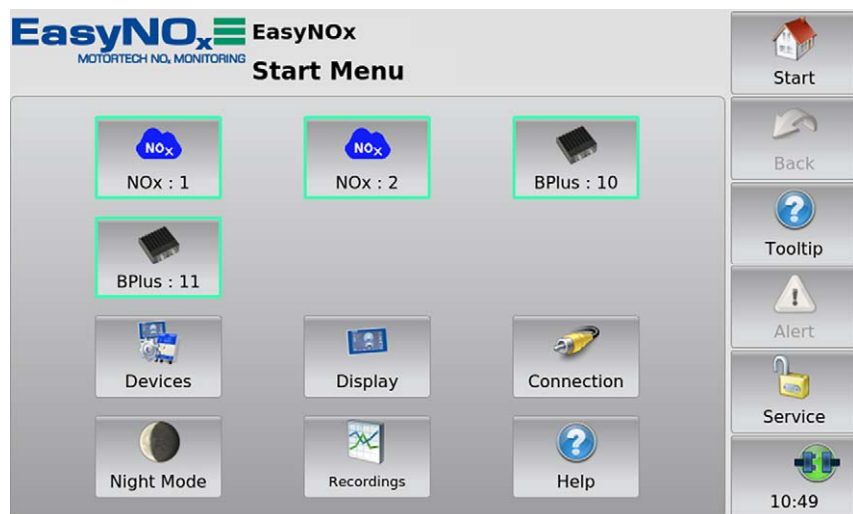 EasyNOx
MOTORTECH NOx MONITORING
EasyNOx
Start Menu
NOx
NOx : 1
NOx
NOx : 2
BPlus : 10
BPlus : 11
Devices
Display
Connection
Night Mode
Recordings
Help
Start
Back
Tooltip
Alert
Service
10:49